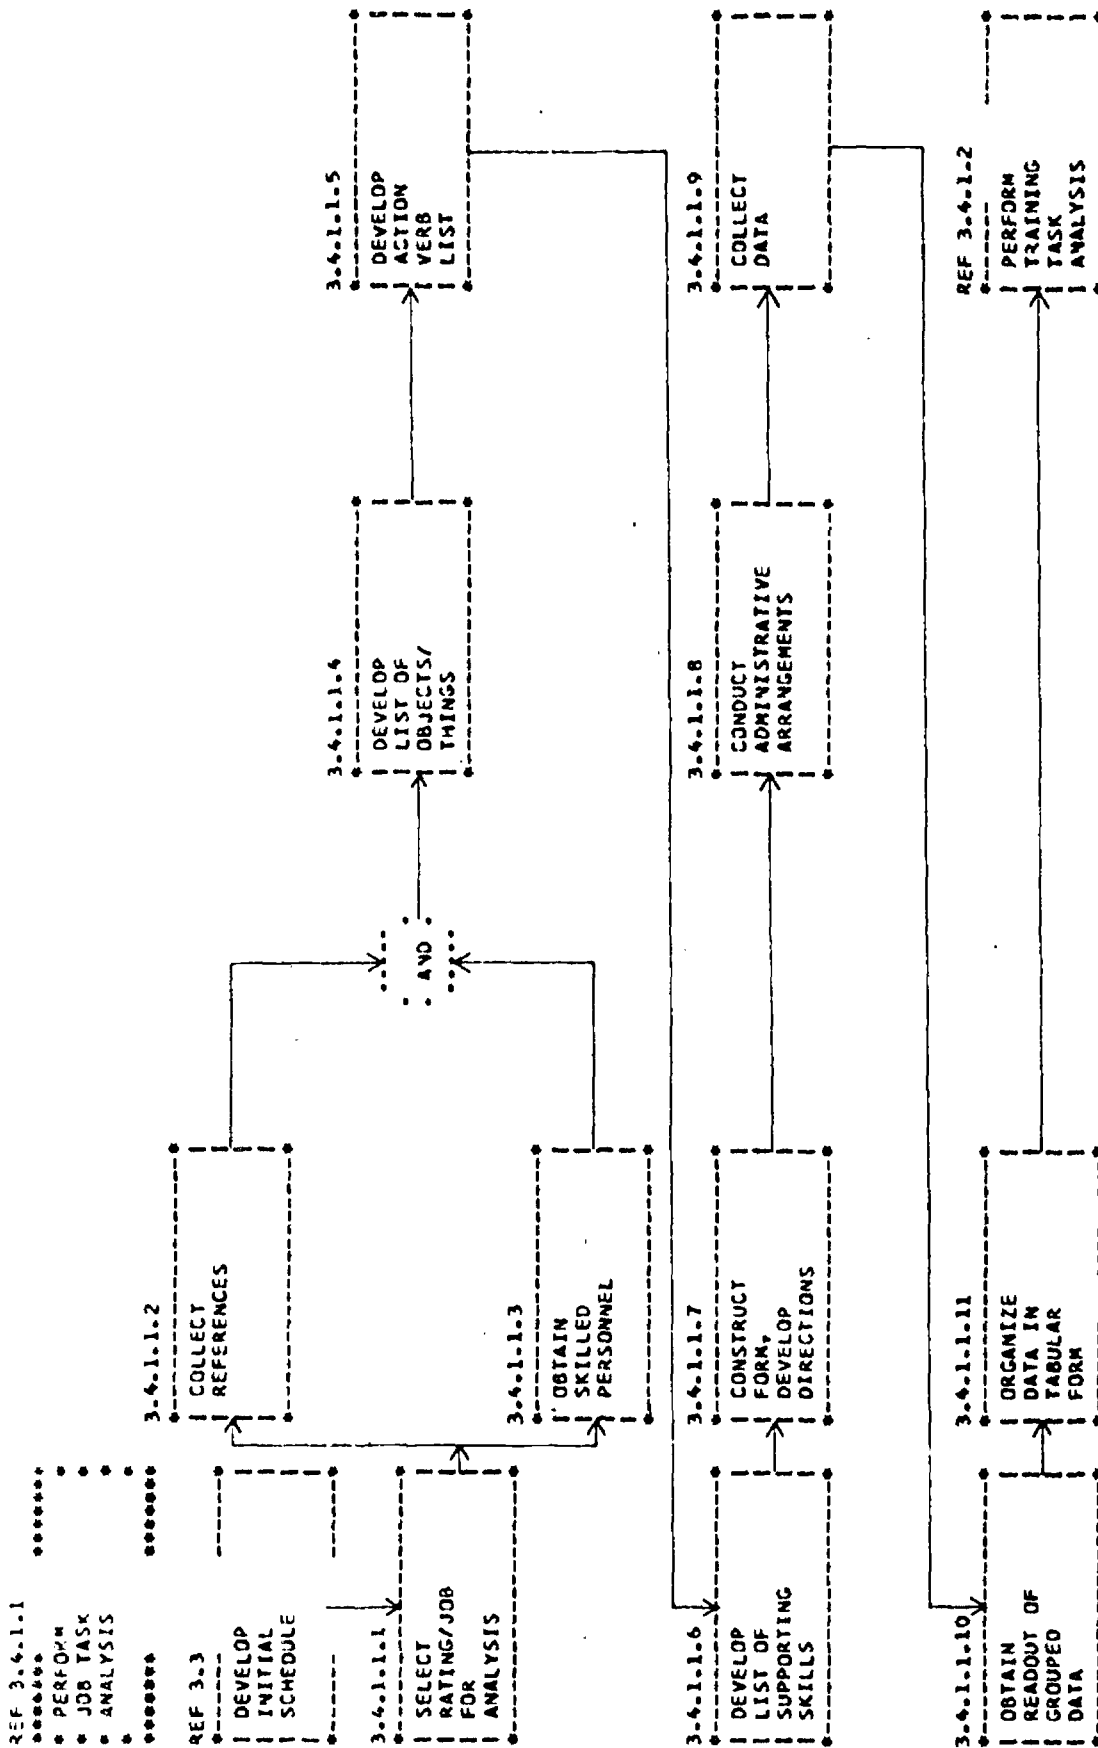 REF 3.4.1.1
PERFORM
JOB TASK
ANALYSIS
REF 3.3
DEVELOP
INITIAL
SCHEDULE
3.4.1.1.1
SELECT
RATING/JOB
FOR
ANALYSIS
3.4.1.1.2
COLLECT
REFERENCES
3.4.1.1.3
OBTAIN
SKILLED
PERSONNEL
AND
3.4.1.1.4
DEVELOP
LIST OF
OBJECTS/
THINGS
3.4.1.1.5
DEVELOP
ACTION
VERB
LIST
3.4.1.1.6
DEVELOP
LIST OF
SUPPORTING
SKILLS
3.4.1.1.7
CONSTRUCT
FORM,
DEVELOP
DIRECTIONS
3.4.1.1.8
CONDUCT
ADMINISTRATIVE
ARRANGEMENTS
3.4.1.1.9
COLLECT
DATA
3.4.1.1.10
OBTAIN
READOUT OF
GROUPED
DATA
3.4.1.1.11
ORGANIZE
DATA IN
TABULAR
FORM
REF 3.4.1.2
PERFORM
TRAINING
TASK
ANALYSIS